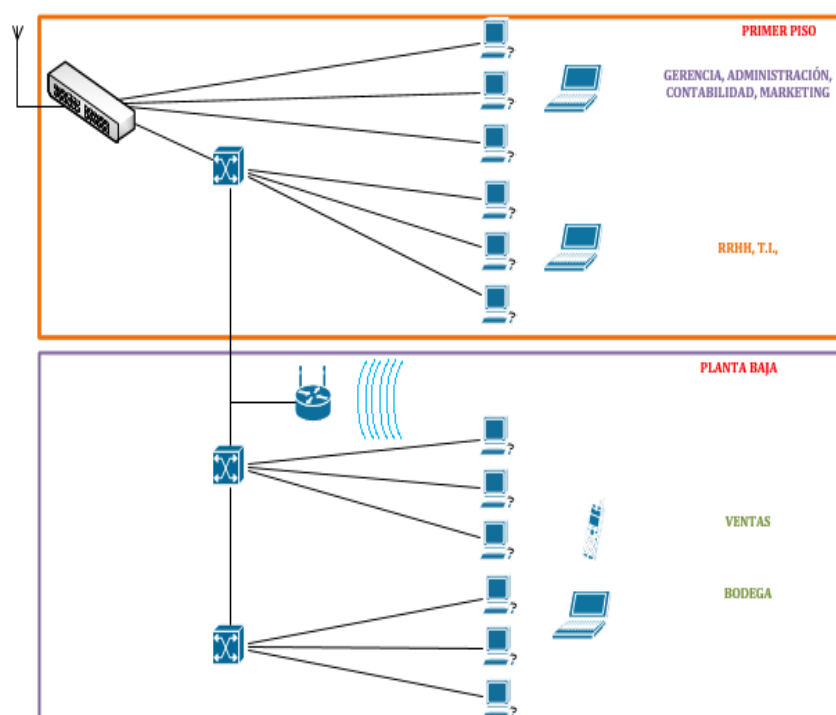 PRIMER PISO
GERENCIA, ADMINISTRACIÓN,
CONTABILIDAD, MARKETING
?
?
?
?
?
?
RRHH, T.I.,
PLANTA BAJA
?
?
?
VENTAS
BODEGA
?
?
?